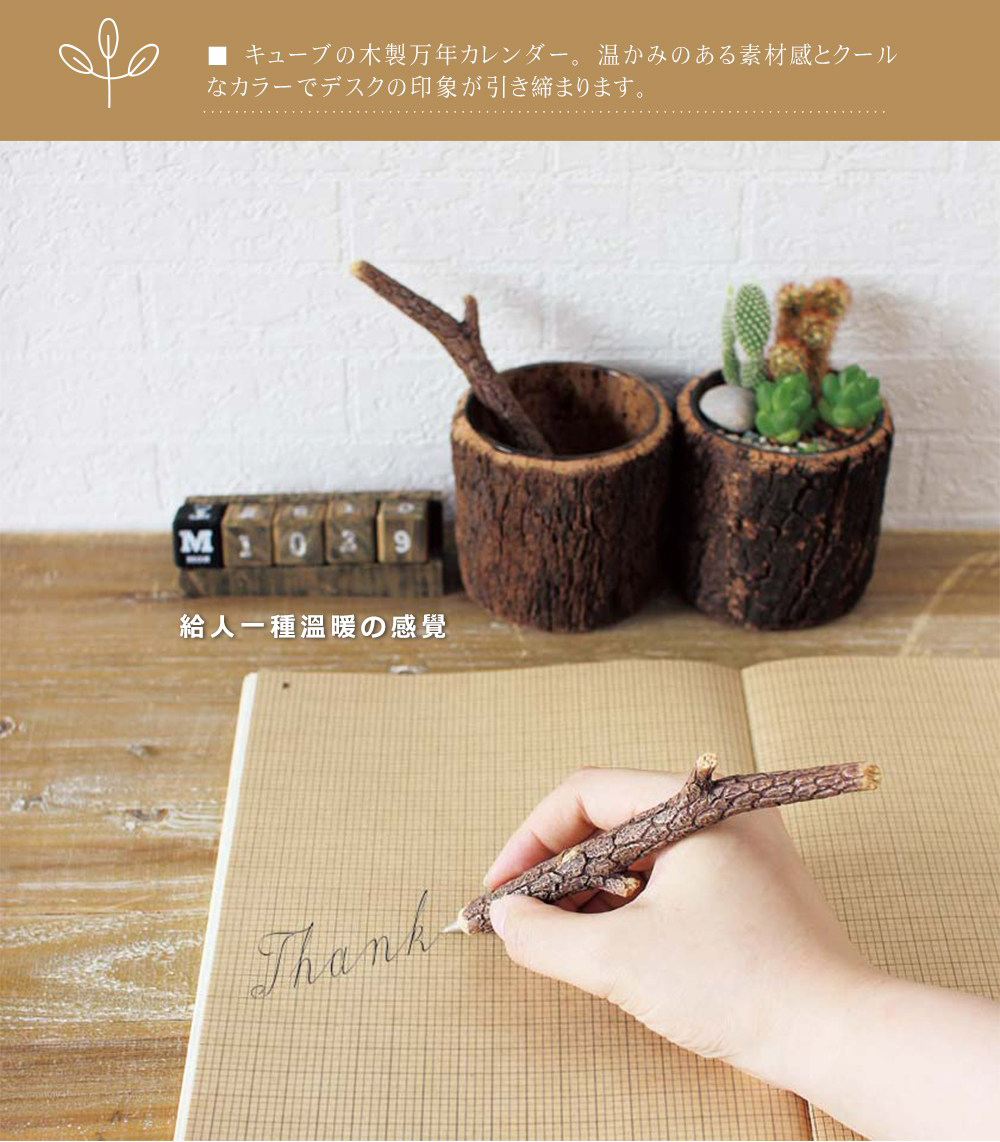 ■ キューブの木製万年カレンダー。温かみのある素材感とクール
なカラーでデスクの印象が引き締まります。
M 1 0 2 9
給人一種溫暖の感覺
Thank